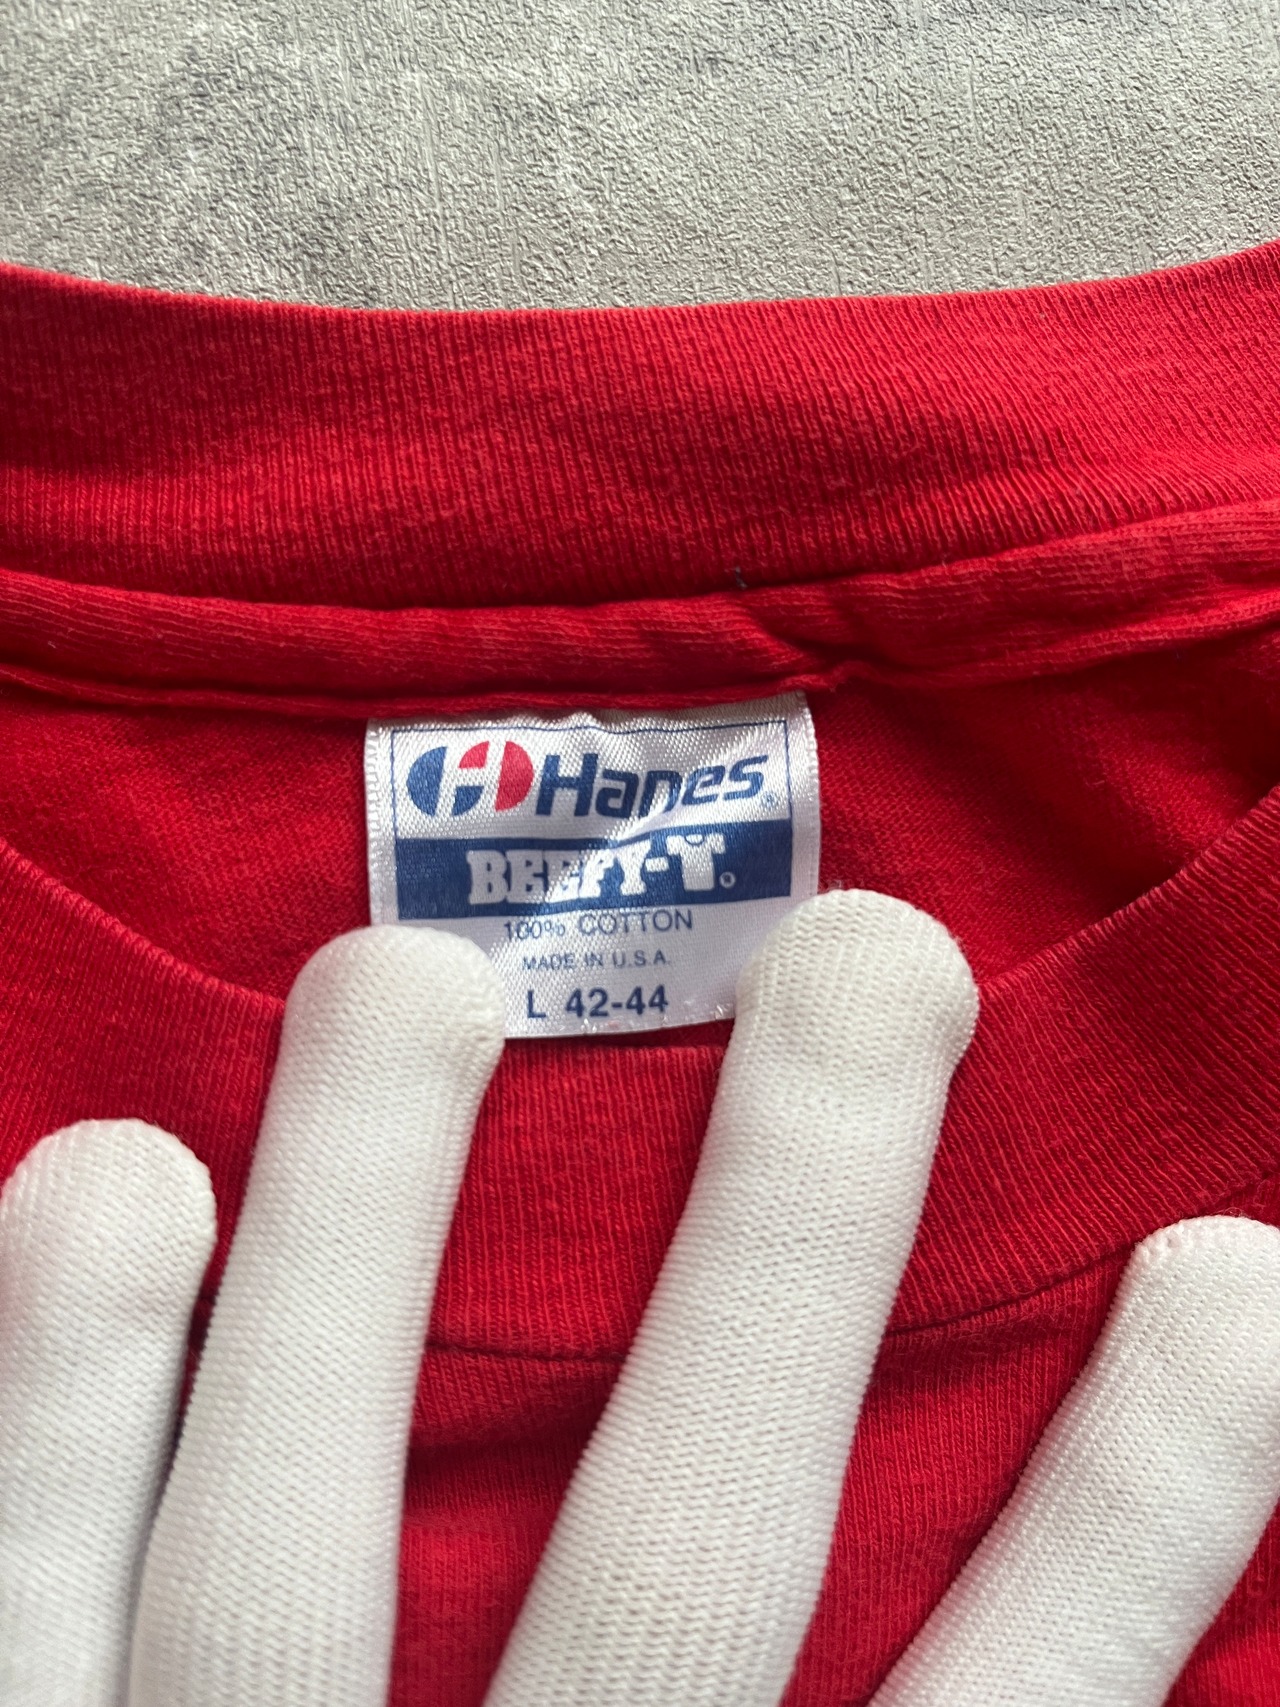 Hanes®
BEEFY-T®
100% COTTON
MADE IN U.S.A.
L 42-44